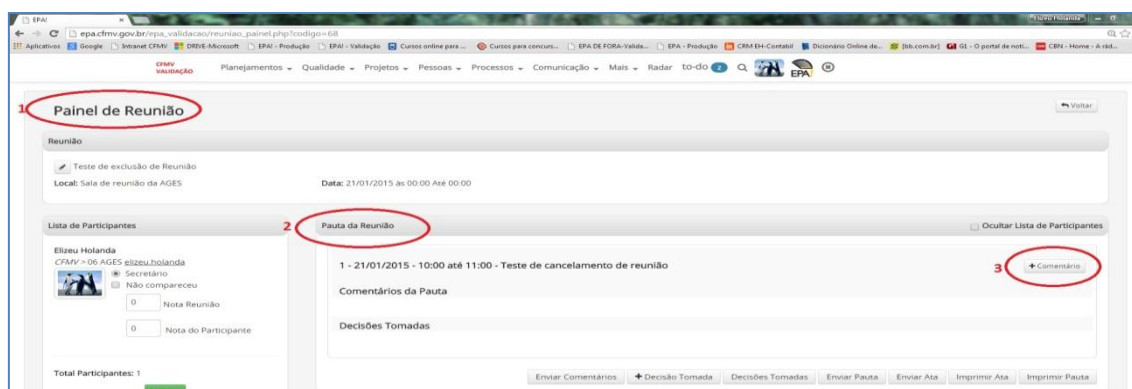 EPA!
Elizeu Holanda
epa.cfmv.gov.br/epa_validacao/reuniao_painel.php?codigo=68
Aplicativos Google Intranet CFMV DRIVE-Microsoft EPA! - Produção EPA! - Validação Cursos online para ... Cursos para concurs... EPA DE FORA-Valida... EPA - Produção CRM EH-Contabil Dicionário Online de... [bb.com.br] G1 - O portal de notí... CBN - Home - A rád...
CFMV
VALIDAÇÃO
Planejamentos Qualidade Projetos Pessoas Processos Comunicação Mais Radar to-do 2 EPA!
1 Painel de Reunião Voltar
Reunião
Teste de exclusão de Reunião
Local: Sala de reunião da AGES Data: 21/01/2015 às 00:00 Até 00:00
Lista de Participantes 2 Pauta da Reunião Ocultar Lista de Participantes
Elizeu Holanda
CFMV > 06 AGES elizeu.holanda
Secretário
Não compareceu
0 Nota Reunião
0 Nota do Participante
Total Participantes: 1
1 - 21/01/2015 - 10:00 até 11:00 - Teste de cancelamento de reunião 3 + Comentário
Comentários da Pauta
Decisões Tomadas
Enviar Comentários + Decisão Tomada Decisões Tomadas Enviar Pauta Enviar Ata Imprimir Ata Imprimir Pauta